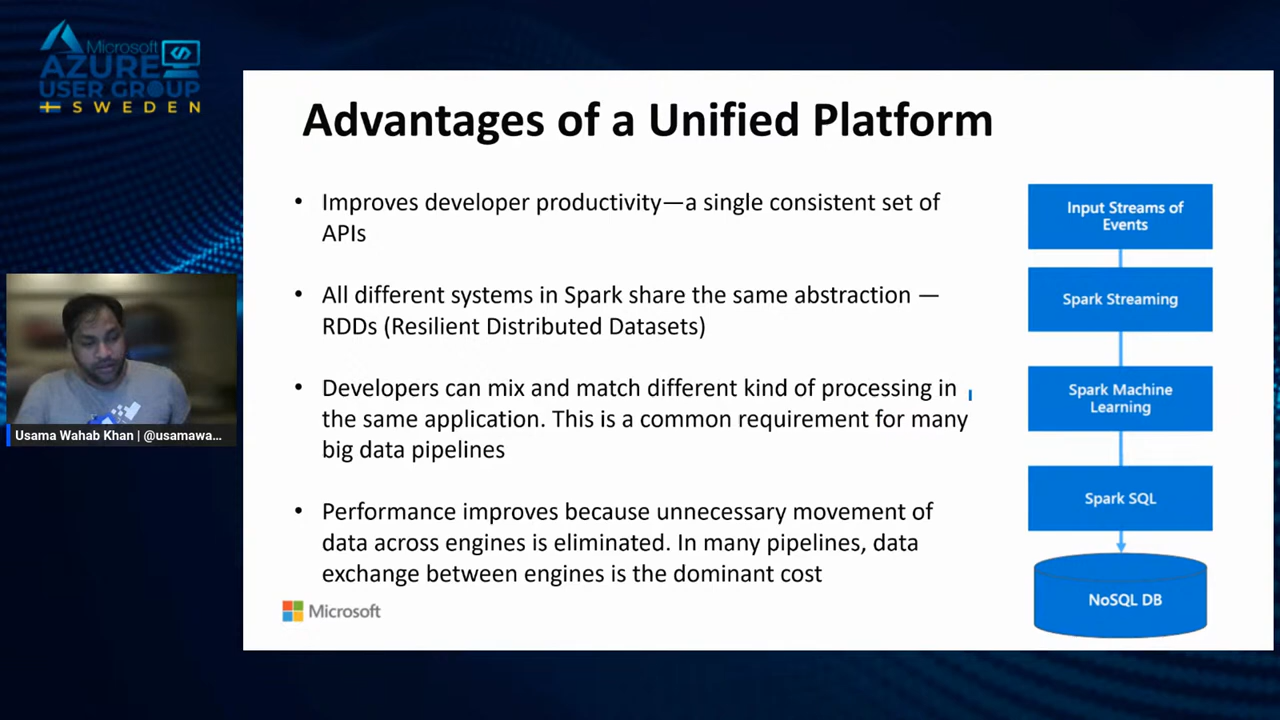 Microsoft
AZURE
USER GROUP
SWEDEN
Advantages of a Unified Platform
• Improves developer productivity—a single consistent set of
APIs
• All different systems in Spark share the same abstraction —
RDDs (Resilient Distributed Datasets)
• Developers can mix and match different kind of processing in
the same application. This is a common requirement for many
big data pipelines
• Performance improves because unnecessary movement of
data across engines is eliminated. In many pipelines, data
exchange between engines is the dominant cost
Microsoft
Input Streams of
Events
Spark Streaming
Spark Machine
Learning
Spark SQL
NoSQL DB
Usama Wahab Khan | @usamawa...